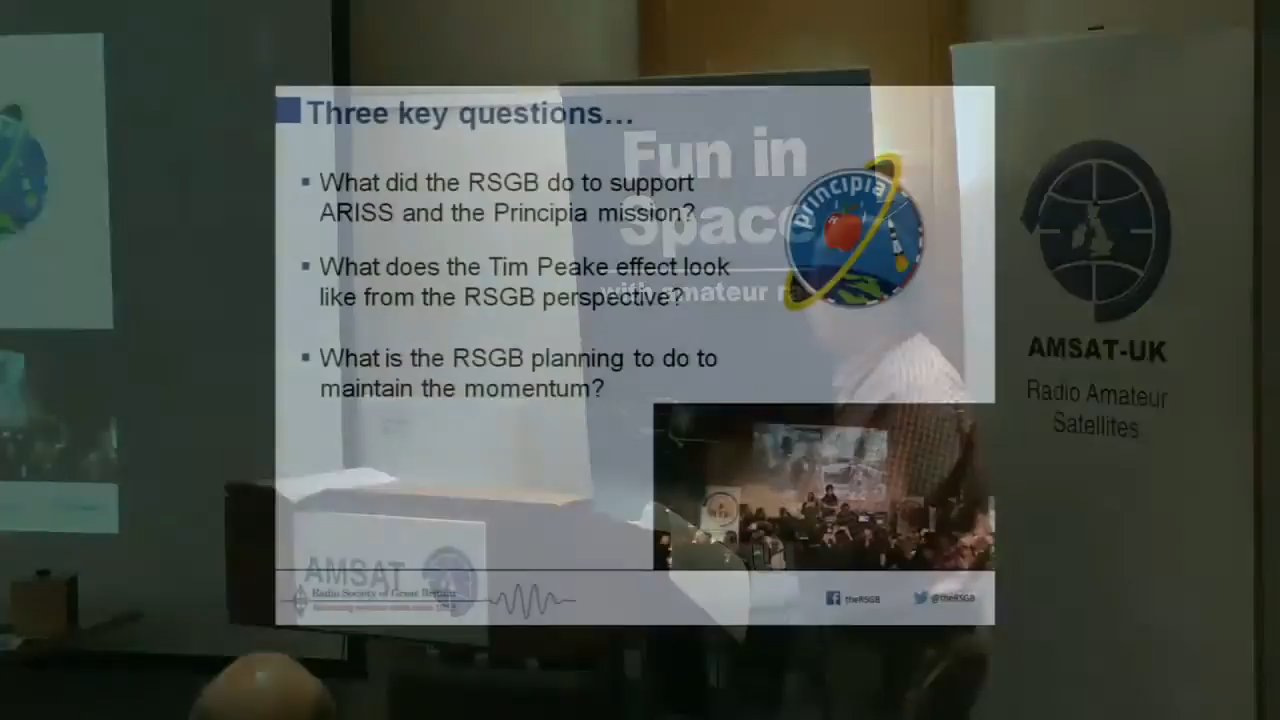 Three key questions...
What did the RSGB do to support
ARISS and the Principia mission?
What does the Tim Peake effect look
like from the RSGB perspective?
What is the RSGB planning to do to
maintain the momentum?
Fun in
Space
with amateur
principia
AMSAT-UK
Radio Amateur
Satellites
AMSAT
Radio Society of Great Britain
theRSGB
@theRSGB